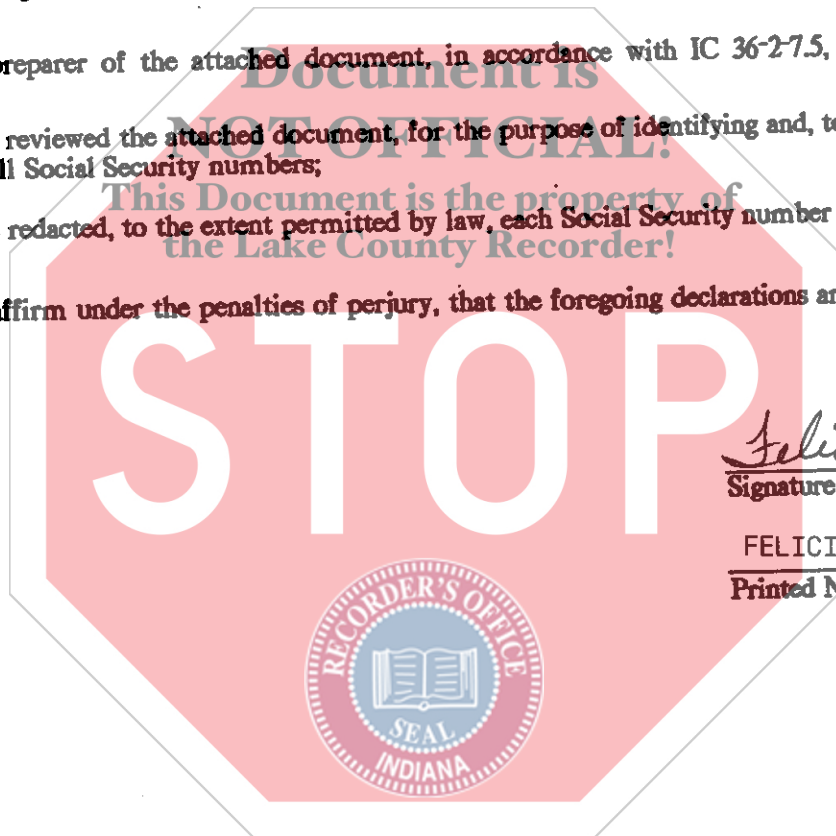 preparer of the attached document, in accordance with IC 36-2-7.5,
Document is
reviewed the attached document, for the purpose of identifying and, to
NOT OFFICIAL!
ll Social Security numbers;
This Document is the property of
redacted, to the extent permitted by law, each Social Security number
the Lake County Recorder!
affirm under the penalties of perjury, that the foregoing declarations ar
STOP
Feli
Signature
FELICI
Printed N
RECORDER'S OFFICE
SEAL
INDIANA